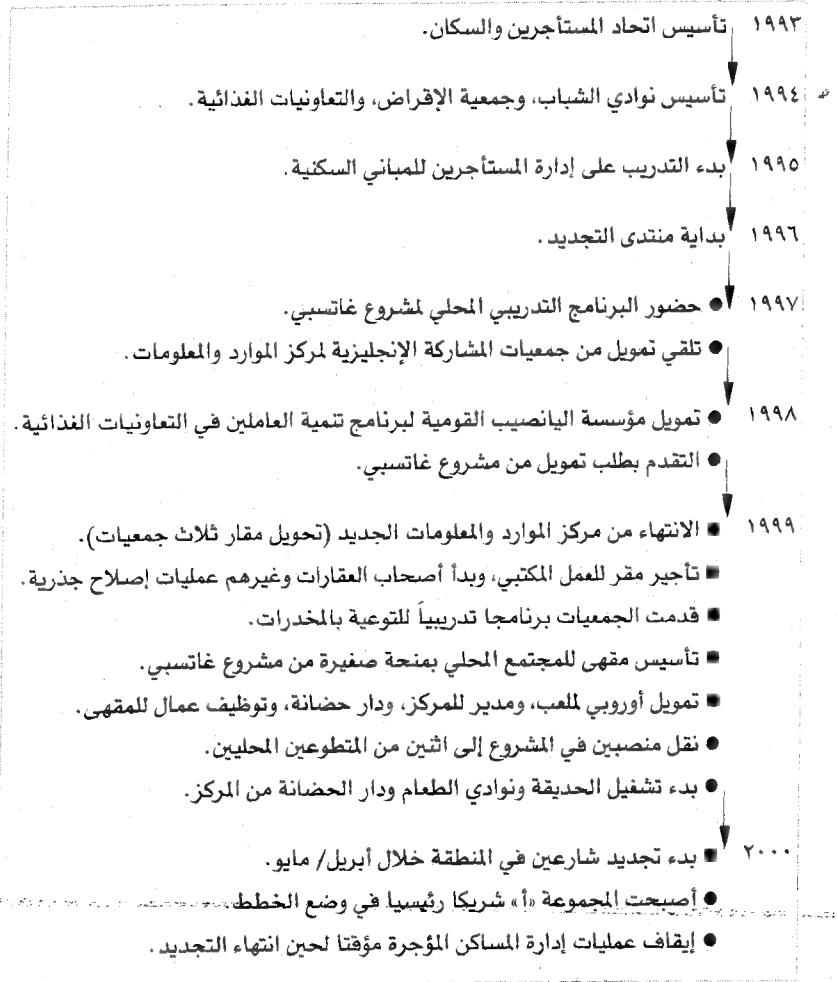 ١٩٩٣ تأسيس اتحاد المستأجرين والسكان.
١٩٩٤ تأسيس نوادي الشباب، وجمعية الإقراض، والتعاونيات الغذائية.
١٩٩٥ بدء التدريب على إدارة المستأجرين للمباني السكنية.
١٩٩٦ بداية منتدى التجديد.
١٩٩٧ ● حضور البرنامج التدريبي المحلي لمشروع غاتسبي.
● تلقي تمويل من جمعيات المشاركة الإنجليزية لمركز الموارد والمعلومات.
١٩٩٨ ● تمويل مؤسسة اليانصيب القومية لبرنامج تنمية العاملين في التعاونيات الغذائية.
● التقدم بطلب تمويل من مشروع غاتسبي.
١٩٩٩ ■ الانتهاء من مركز الموارد والمعلومات الجديد (تحويل مقار ثلاث جمعيات).
■ تأجير مقر للعمل المكتبي، وبدأ أصحاب العقارات وغيرهم عمليات إصلاح جذرية.
■ قدمت الجمعيات برنامجا تدريبياً للتوعية بالمخدرات.
■ تأسيس مقهى للمجتمع المحلي بمنحة صغيرة من مشروع غاتسبي.
■ تمويل أوروبي لملعب، ومدير للمركز، ودار حضانة، وتوظيف عمال للمقهى.
● نقل منصبين في المشروع إلى اثنين من المتطوعين المحليين.
● بدء تشغيل الحديقة ونوادي الطعام ودار الحضانة من المركز.
٢٠٠٠ ■ بدء تجديد شارعين في المنطقة خلال أبريل/ مايو.
● أصبحت المجموعة «أ» شريكا رئيسيا في وضع الخطط.
● إيقاف عمليات إدارة المساكن المؤجرة مؤقتا لحين انتهاء التجديد.